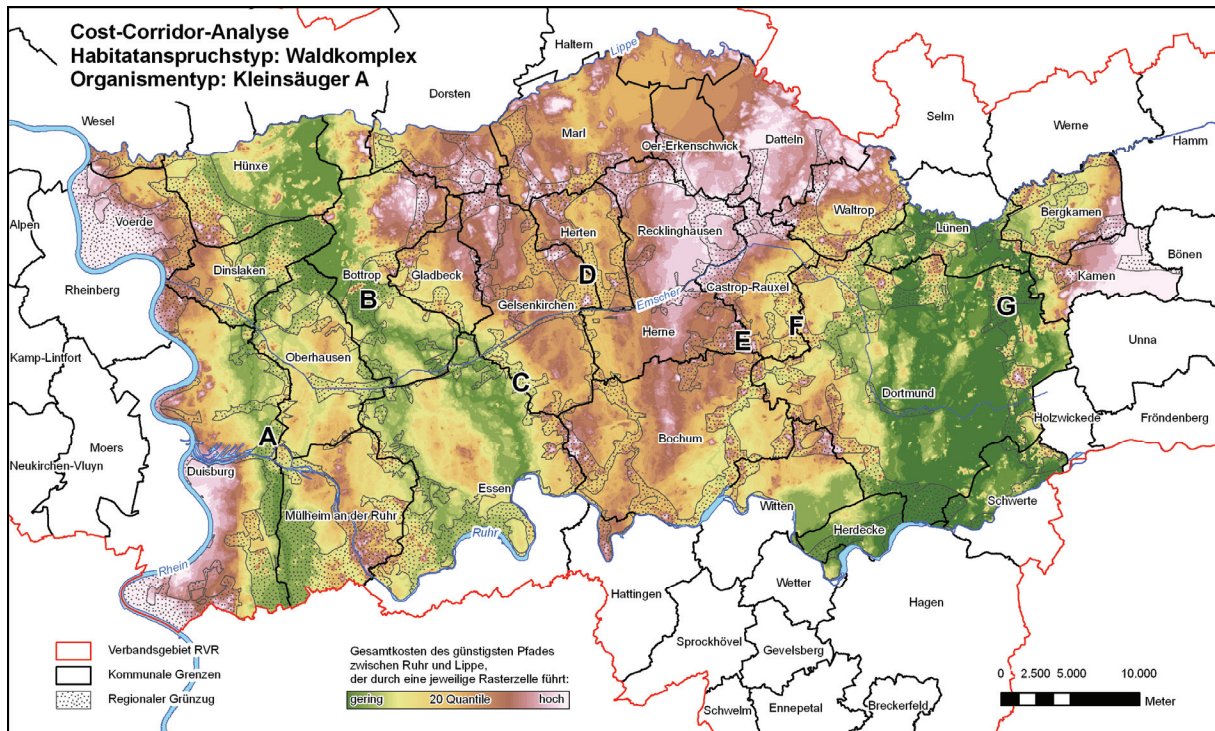 Cost-Corridor-Analyse
Habitatanspruchstyp: Waldkomplex
Organismentyp: Kleinsäuger A
Haltern
Lippe
Dorsten
Wesel
Selm
Werne
Hamm
Marl
Oer-Erkenschwick
Datteln
Hünxe
Alpen
Voerde
Waltrop
Bergkamen
Lünen
Herten
Recklinghausen
Bönen
Rheinberg
Dinslaken
Bottrop
Gladbeck
D
Kamen
B
Castrop-Rauxel
G
Gelsenkirchen
Emscher
Herne
E
F
Unna
Kamp-Lintfort
Oberhausen
C
Dortmund
Holzwickede
Fröndenberg
Moers
A
Bochum
Neukirchen-Vluyn
Duisburg
Essen
Schwerte
Mülheim an der Ruhr
Witten
Herdecke
Ruhr
Rhein
Wetter
Hattingen
Hagen
Sprockhövel
Gevelsberg
Schwelm
Ennepetal
Breckerfeld
Verbandsgebiet RVR
Kommunale Grenzen
Regionaler Grünzug
Gesamtkosten des günstigsten Pfades
zwischen Ruhr und Lippe,
der durch eine jeweilige Rasterzelle führt:
gering 20 Quantile hoch
0 2.500 5.000 10.000
Meter